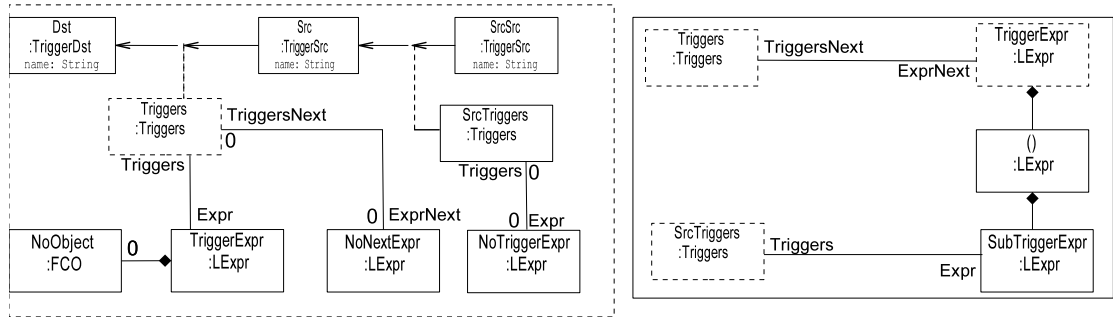 Dst
:TriggerDst
name: String
Src
:TriggerSrc
name: String
SrcSrc
:TriggerSrc
name: String
Triggers
:Triggers
TriggersNext
0
SrcTriggers
:Triggers
Triggers
Triggers 0
Expr
0 ExprNext
0 Expr
NoObject
:FCO
0
TriggerExpr
:LExpr
NoNextExpr
:LExpr
NoTriggerExpr
:LExpr
Triggers
:Triggers
TriggersNext
ExprNext
TriggerExpr
:LExpr
()
:LExpr
SrcTriggers
:Triggers
Triggers
Expr
SubTriggerExpr
:LExpr